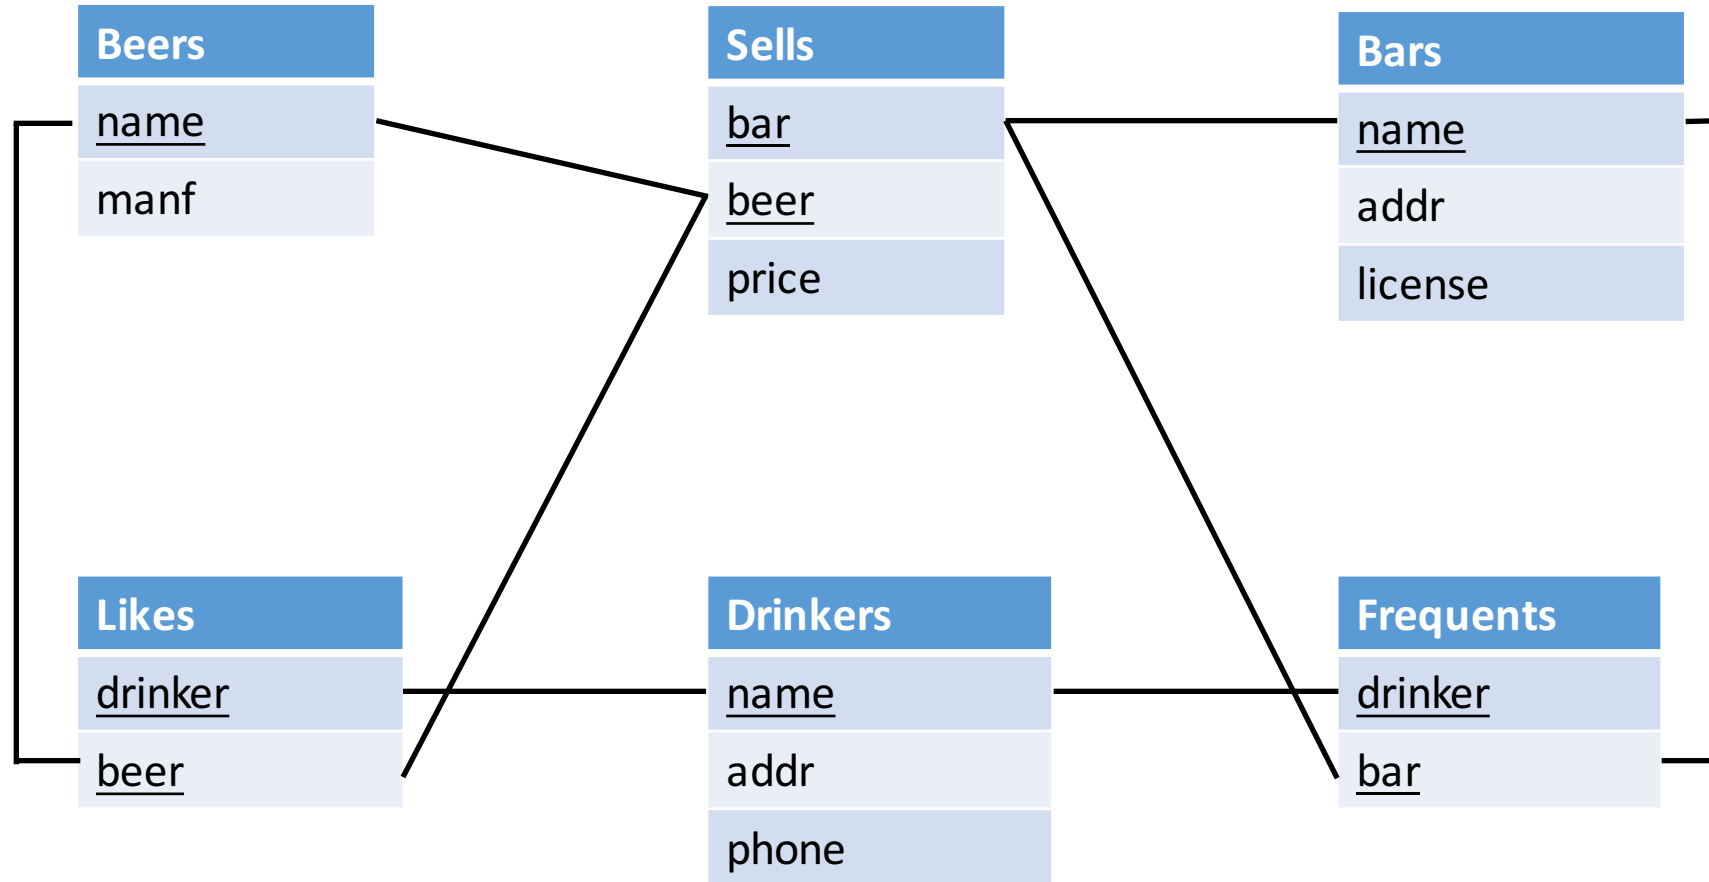 Beers
name
manf
Sells
bar
beer
price
Bars
name
addr
license
Likes
drinker
beer
Drinkers
name
addr
phone
Frequents
drinker
bar